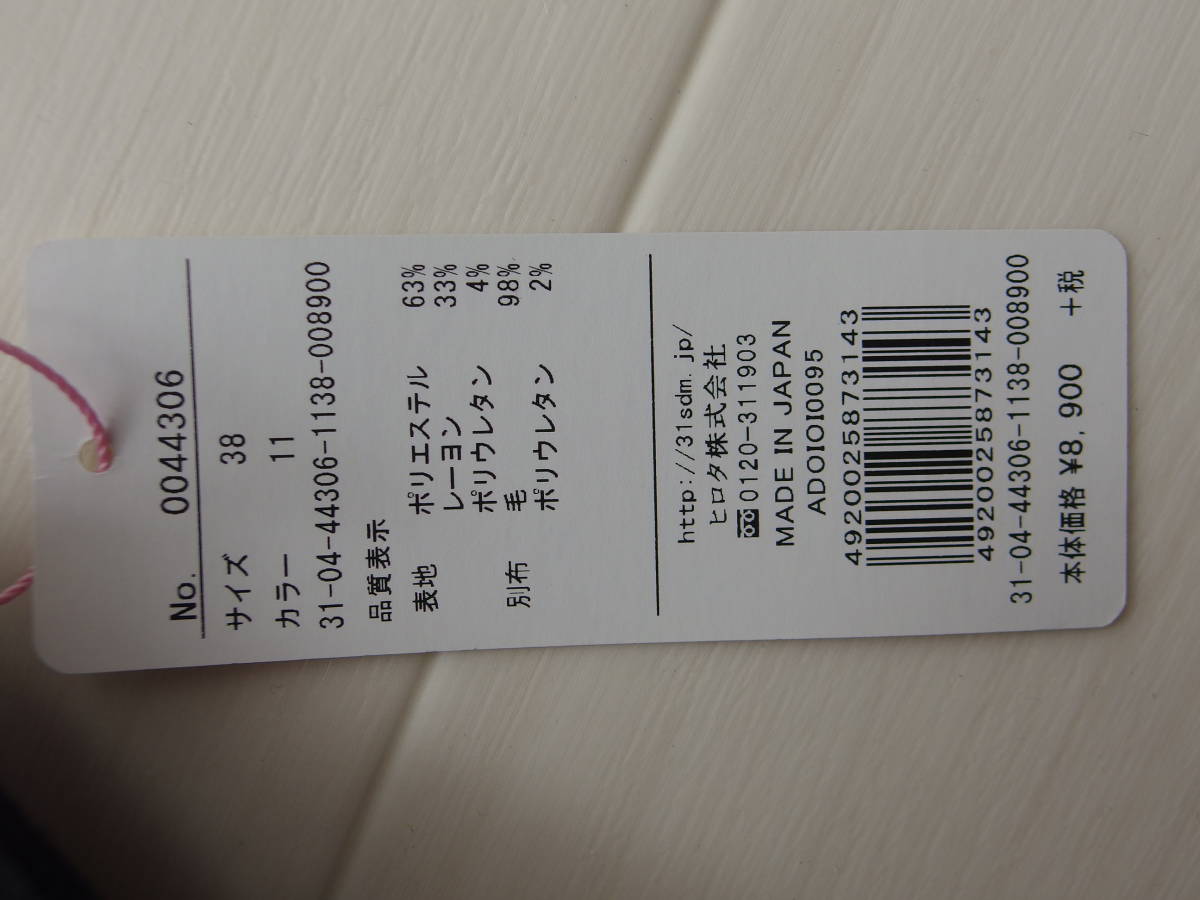 No. 0044306
サイズ 38
カラー 11
31-04-44306-1138-008900
品質表示
表地 ポリエステル 63%
レーヨン 33%
ポリウレタン 4%
別布 毛 98%
ポリウレタン 2%
http://31sdm.jp/
ヒロタ株式会社
0120-311903
MADE IN JAPAN
ADOIOI0095
4920025873143
4920025873143
31-04-44306-1138-008900
本体価格 ¥8,900 +税